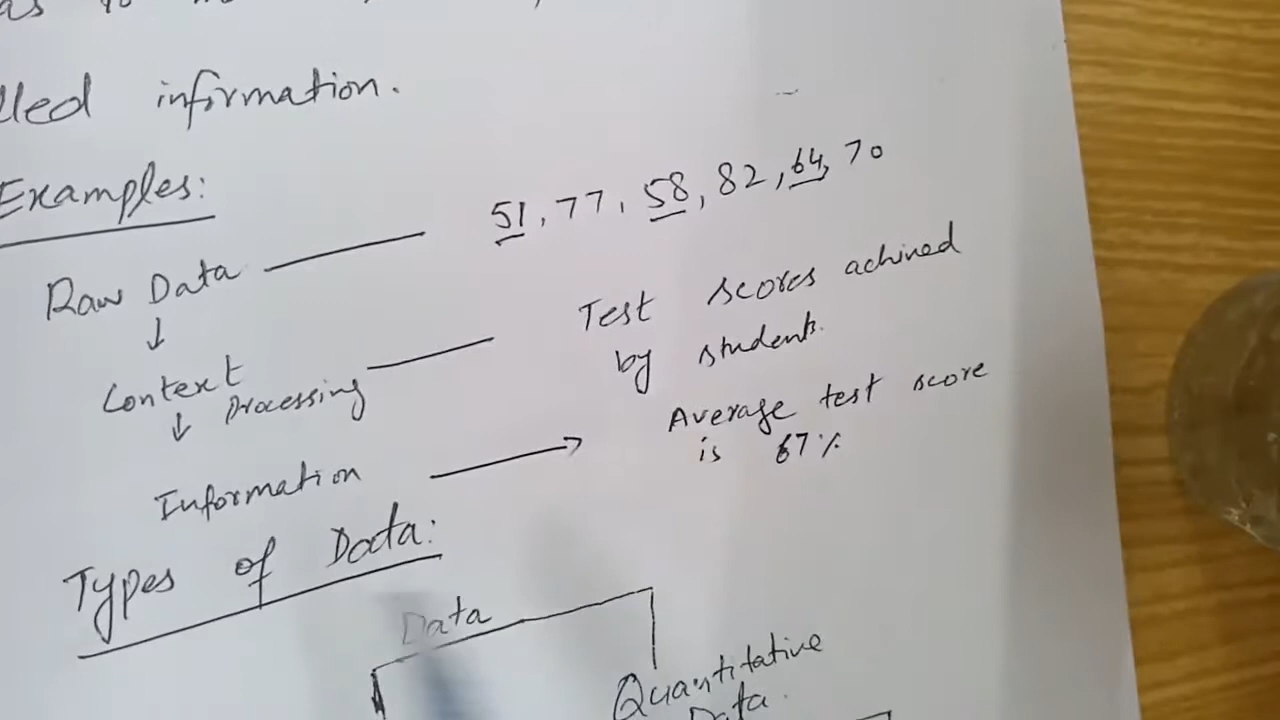 lled information.
Examples:
Raw Data — 51, 77, 58, 82, 64, 70
↓
Context
↓ Processing — Test scores achived
by students.
Information → Average test score
is 67%
Types of Data:
Data
Quantitative
Data.